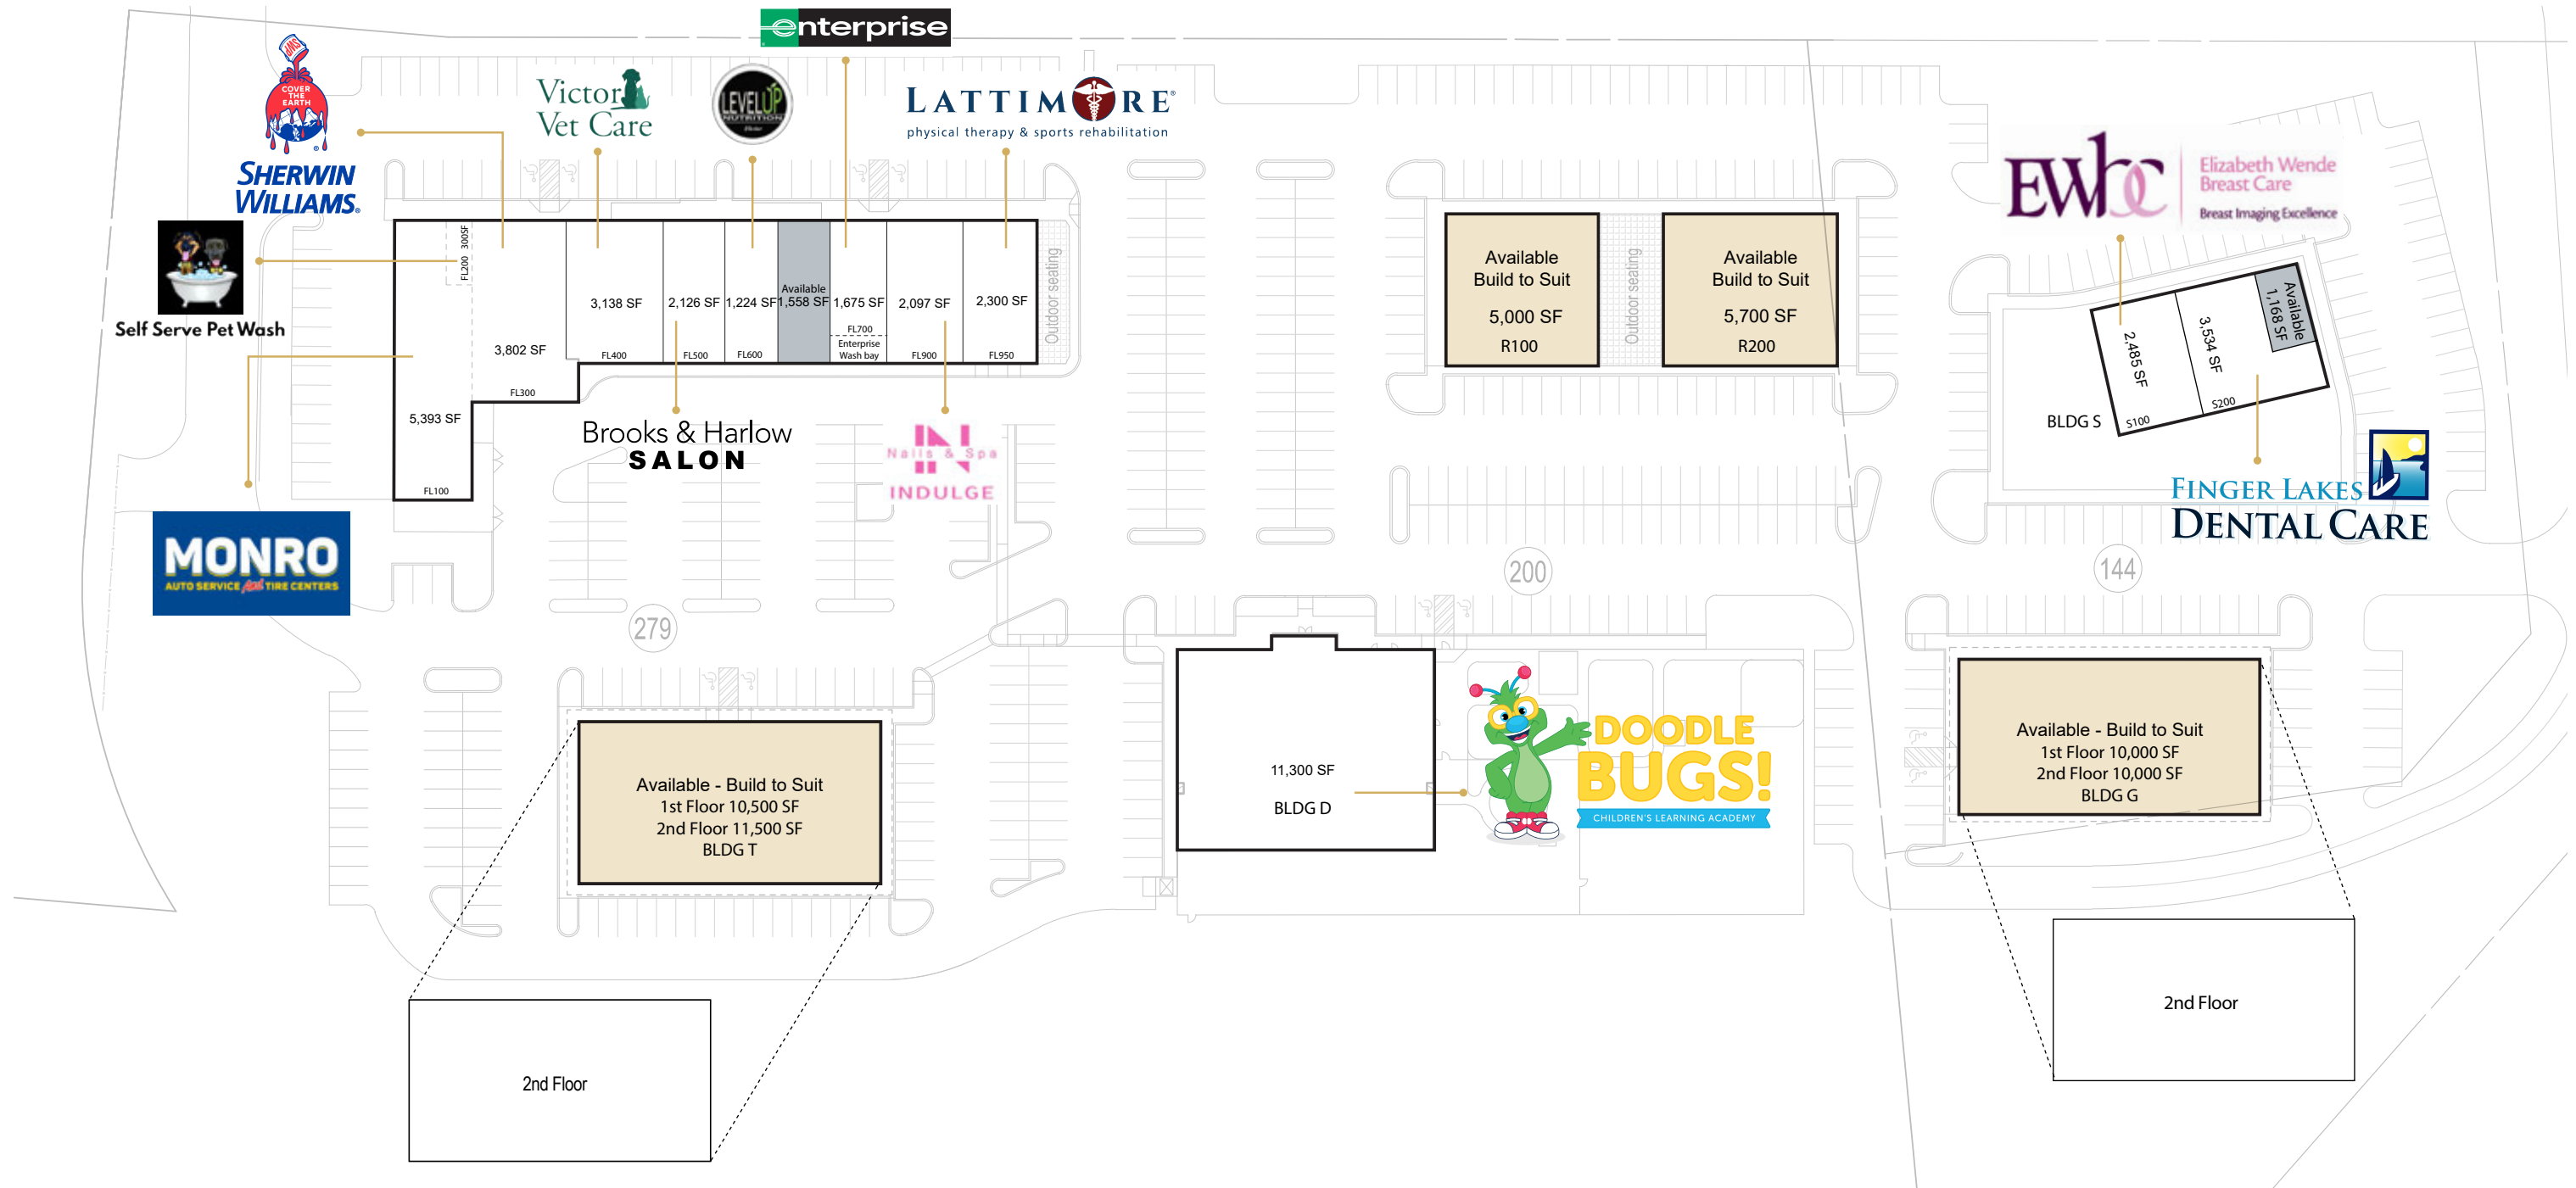 enterprise
SWP
COVER
THE
EARTH
SHERWIN
WILLIAMS®
Victor
Vet Care
LEVELUP
NUTRITION
Victor
LATTIMORE®
physical therapy & sports rehabilitation
EWbc
Elizabeth Wende
Breast Care
Breast Imaging Excellence
Self Serve Pet Wash
FL200 300SF
3,802 SF
FL300
5,393 SF
FL100
3,138 SF
FL400
2,126 SF
FL500
1,224 SF
FL600
Available
1,558 SF
1,675 SF
FL700
Enterprise
Wash bay
2,097 SF
FL900
2,300 SF
FL950
Outdoor seating
Available
Build to Suit
5,000 SF
R100
Outdoor seating
Available
Build to Suit
5,700 SF
R200
2,485 SF
S100
3,534 SF
S200
Available
1,168 SF
BLDG S
Brooks & Harlow
SALON
IN
Nails & Spa
INDULGE
FINGER LAKES
DENTAL CARE
MONRO
AUTO SERVICE And TIRE CENTERS
279
200
144
Available - Build to Suit
1st Floor 10,500 SF
2nd Floor 11,500 SF
BLDG T
11,300 SF
BLDG D
DOODLE
BUGS!
CHILDREN'S LEARNING ACADEMY
Available - Build to Suit
1st Floor 10,000 SF
2nd Floor 10,000 SF
BLDG G
2nd Floor
2nd Floor